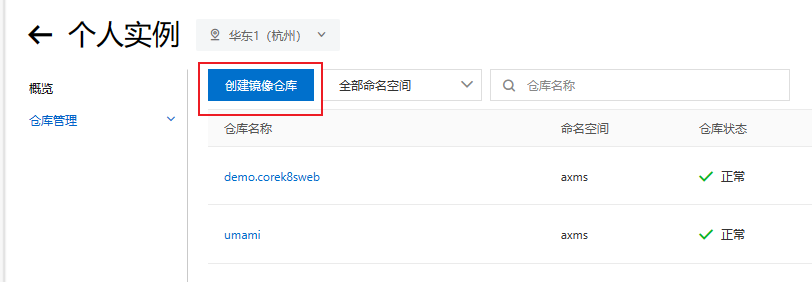 个人实例 华东1（杭州）
概览
仓库管理
创建镜像仓库 全部命名空间 仓库名称
仓库名称 命名空间 仓库状态
demo.corek8sweb axms 正常
umami axms 正常